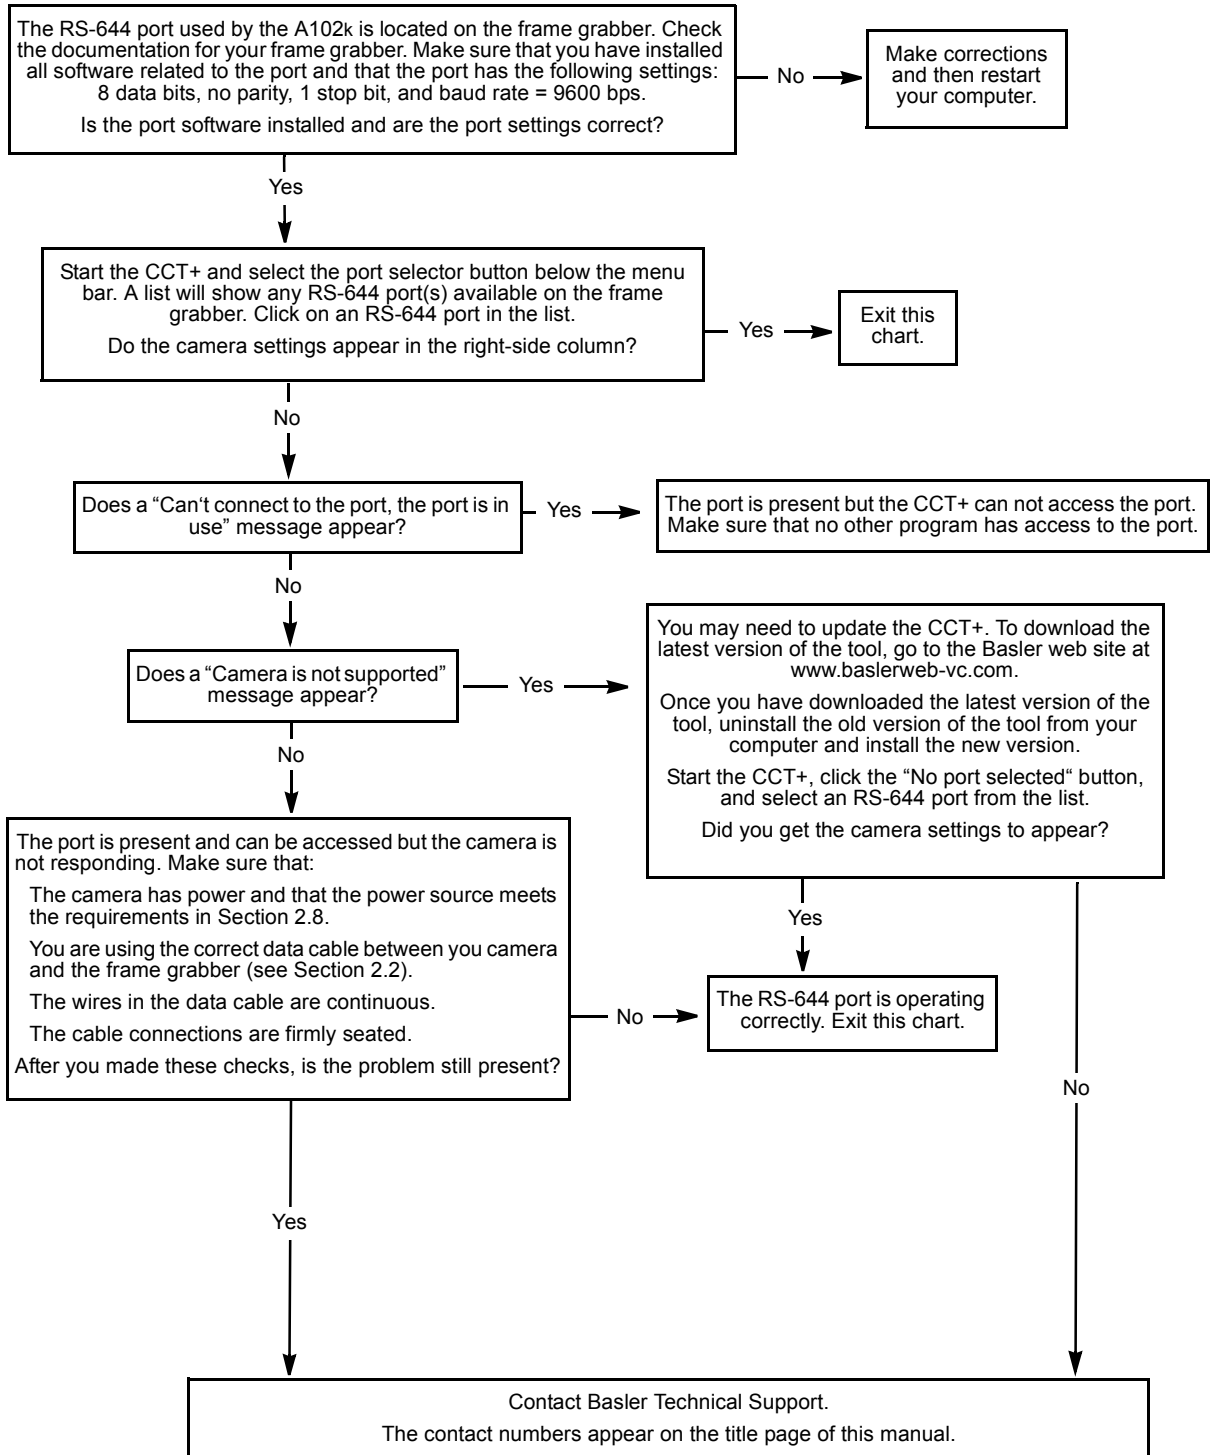 The RS-644 port used by the A102k is located on the frame grabber. Check
the documentation for your frame grabber. Make sure that you have installed
all software related to the port and that the port has the following settings:
8 data bits, no parity, 1 stop bit, and baud rate = 9600 bps.
Is the port software installed and are the port settings correct?
No
Make corrections
and then restart
your computer.
Yes
Start the CCT+ and select the port selector button below the menu
bar. A list will show any RS-644 port(s) available on the frame
grabber. Click on an RS-644 port in the list.
Do the camera settings appear in the right-side column?
Yes
Exit this
chart.
No
Does a “Can‘t connect to the port, the port is in
use” message appear?
Yes
The port is present but the CCT+ can not access the port.
Make sure that no other program has access to the port.
No
Does a “Camera is not supported”
message appear?
Yes
You may need to update the CCT+. To download the
latest version of the tool, go to the Basler web site at
www.baslerweb-vc.com.
Once you have downloaded the latest version of the
tool, uninstall the old version of the tool from your
computer and install the new version.
Start the CCT+, click the “No port selected“ button,
and select an RS-644 port from the list.
Did you get the camera settings to appear?
No
The port is present and can be accessed but the camera is
not responding. Make sure that:
The camera has power and that the power source meets
the requirements in Section 2.8.
You are using the correct data cable between you camera
and the frame grabber (see Section 2.2).
The wires in the data cable are continuous.
The cable connections are firmly seated.
After you made these checks, is the problem still present?
Yes
No
The RS-644 port is operating
correctly. Exit this chart.
No
Yes
Contact Basler Technical Support.
The contact numbers appear on the title page of this manual.